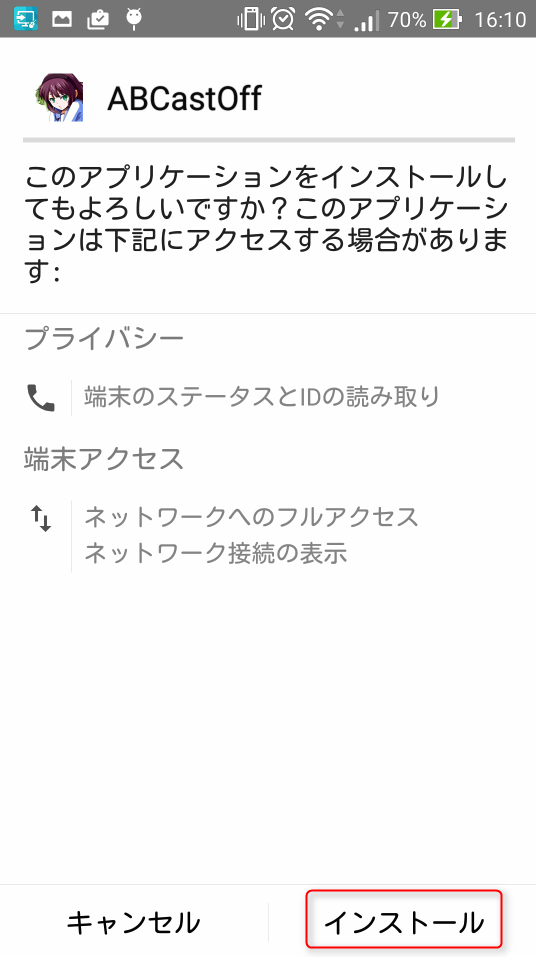 70% 16:10
ABCastOff
このアプリケーションをインストールし
てもよろしいですか？このアプリケーシ
ョンは下記にアクセスする場合がありま
す:
プライバシー
端末のステータスとIDの読み取り
端末アクセス
ネットワークへのフルアクセス
ネットワーク接続の表示
キャンセル インストール